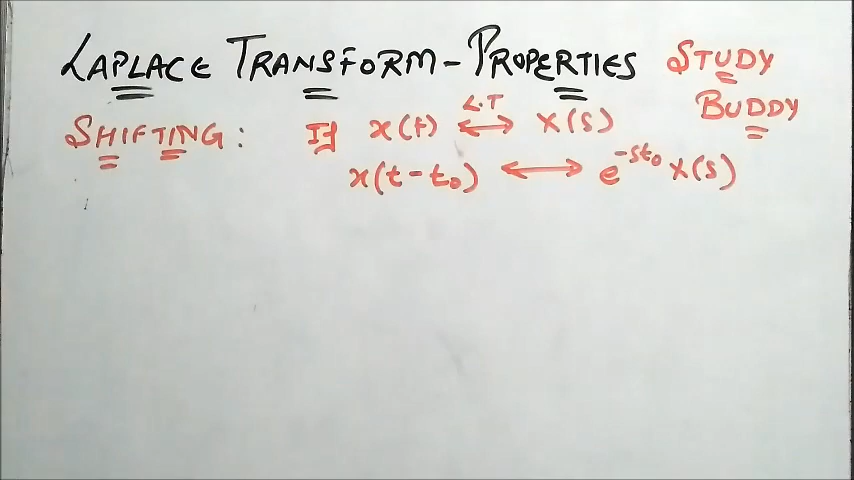 LAPLACE TRANSFORM - PROPERTIES
STUDY BUDDY
SHIFTING: If x(t) <-L.T-> X(s)
x(t - t₀) ↔ e^{-st₀} X(s)